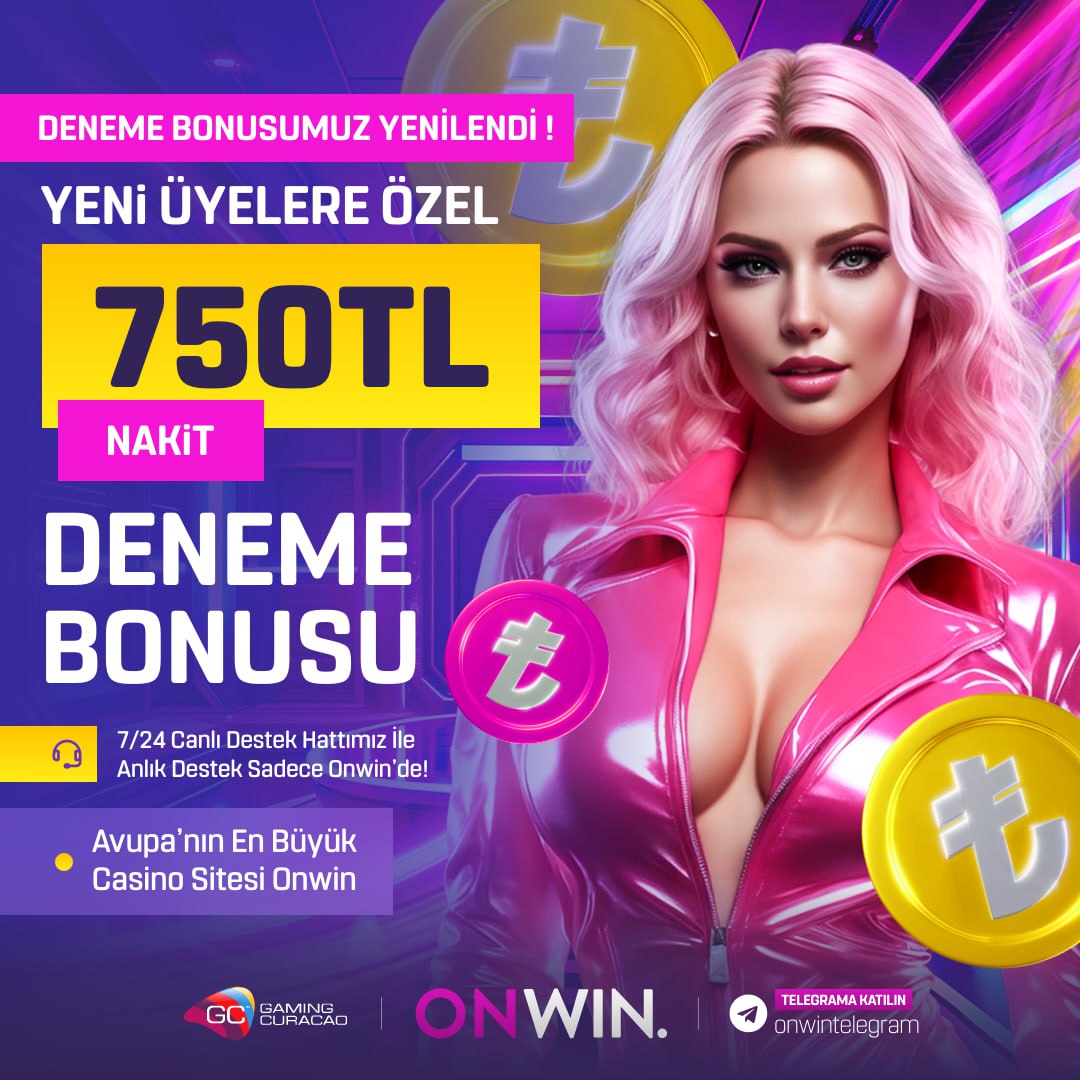 DENEME BONUSUMUZ YENİLENDİ !
YENİ ÜYELERE ÖZEL
750TL
NAKİT
DENEME
BONUSU
7/24 Canlı Destek Hattımız İle
Anlık Destek Sadece Onwin'de!
Avupa'nın En Büyük
Casino Sitesi Onwin
GC™ GAMING
CURACAO
ONWIN.
TELEGRAMA KATILIN
onwintelegram